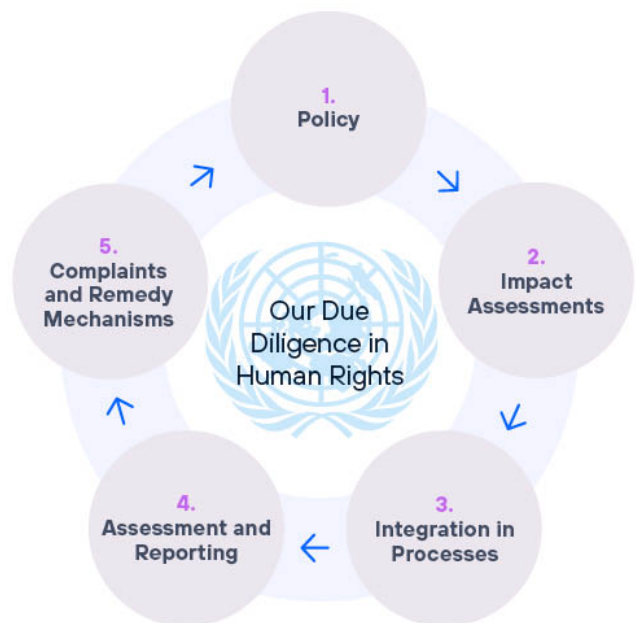 1.
Policy
2.
Impact
Assessments
3.
Integration in
Processes
4.
Assessment and
Reporting
5.
Complaints
and Remedy
Mechanisms
Our Due
Diligence in
Human Rights